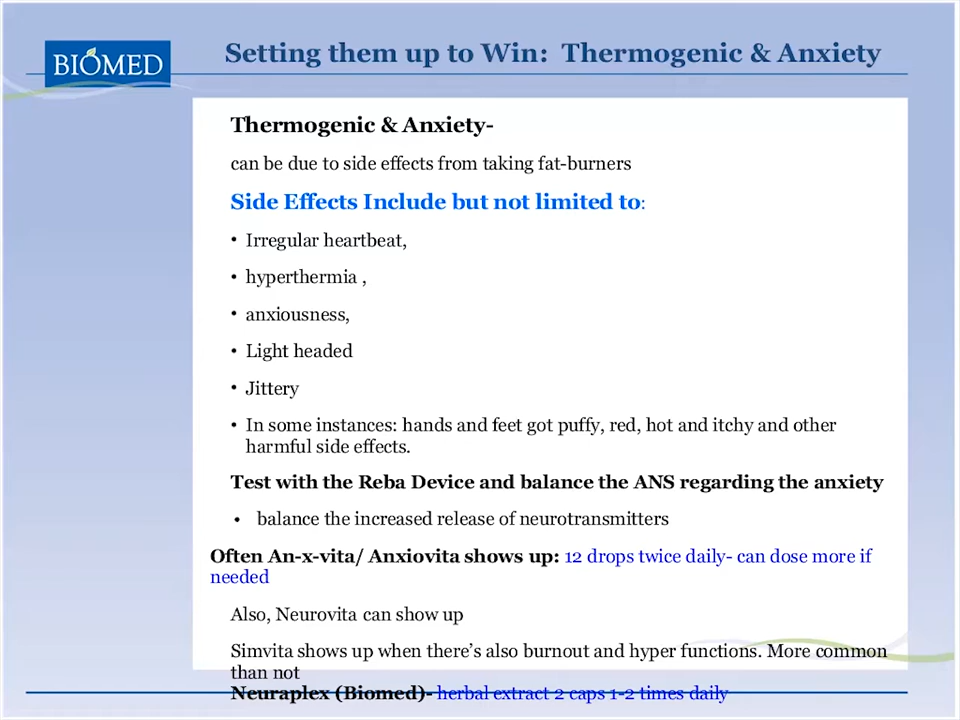 BIOMED
Setting them up to Win: Thermogenic & Anxiety
Thermogenic & Anxiety-
can be due to side effects from taking fat-burners
Side Effects Include but not limited to:
• Irregular heartbeat,
• hyperthermia ,
• anxiousness,
• Light headed
• Jittery
• In some instances: hands and feet got puffy, red, hot and itchy and other
harmful side effects.
Test with the Reba Device and balance the ANS regarding the anxiety
• balance the increased release of neurotransmitters
Often An-x-vita/ Anxiovita shows up: 12 drops twice daily- can dose more if
needed
Also, Neurovita can show up
Simvita shows up when there’s also burnout and hyper functions. More common
than not
Neuraplex (Biomed)- herbal extract 2 caps 1-2 times daily